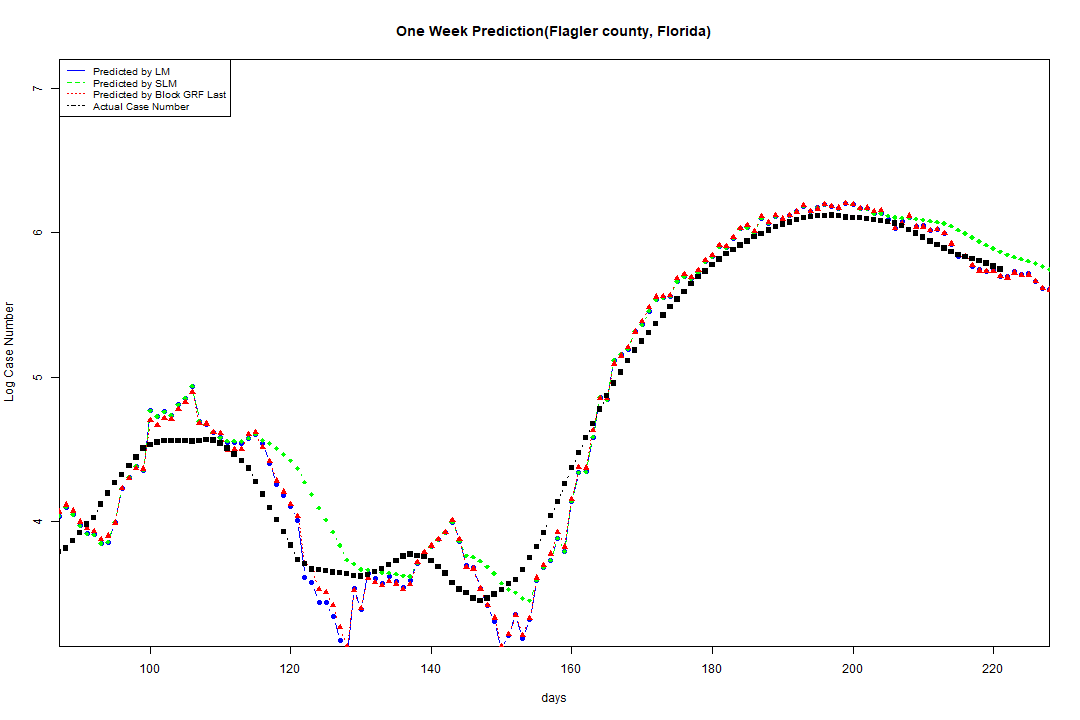 One Week Prediction(Flagler county, Florida)
Predicted by LM
Predicted by SLM
Predicted by Block GRF Last
Actual Case Number
7
6
5
4
Log Case Number
100 120 140 160 180 200 220
days